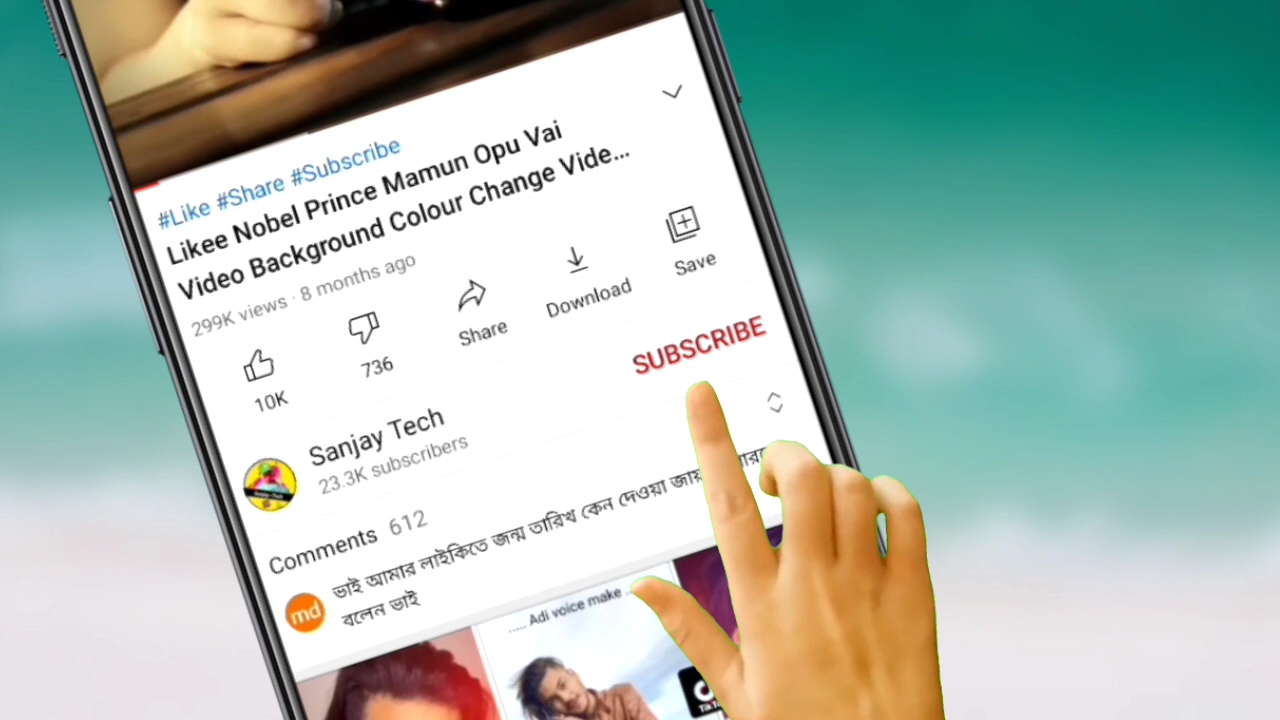 #Like #Share #Subscribe
Likee Nobel Prince Mamun Opu Vai
Video Background Colour Change Vide...
299K views · 8 months ago
10K
736
Share
Download
Save
SUBSCRIBE
Sanjay Tech
23.3K subscribers
Comments 612
ভাই আমার লাইকিতে জন্ম তারিখ কেন দেওয়া
বলেন ভাই
md
..... Adi voice make ...